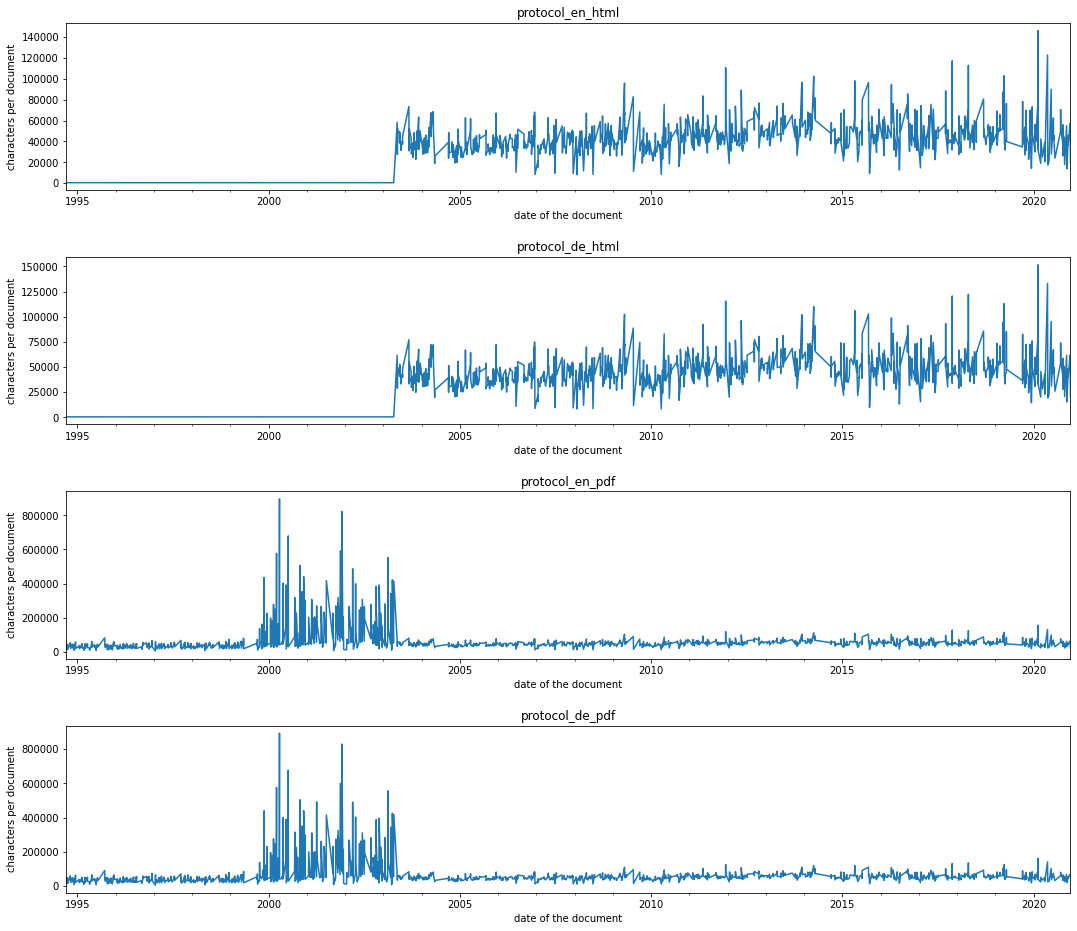 protocol_en_html
140000
120000
100000
80000
60000
40000
20000
0
characters per document
1995 2000 2005 2010 2015 2020
date of the document
protocol_de_html
150000
125000
100000
75000
50000
25000
0
characters per document
1995 2000 2005 2010 2015 2020
date of the document
protocol_en_pdf
800000
600000
400000
200000
0
characters per document
1995 2000 2005 2010 2015 2020
date of the document
protocol_de_pdf
800000
600000
400000
200000
0
characters per document
1995 2000 2005 2010 2015 2020
date of the document